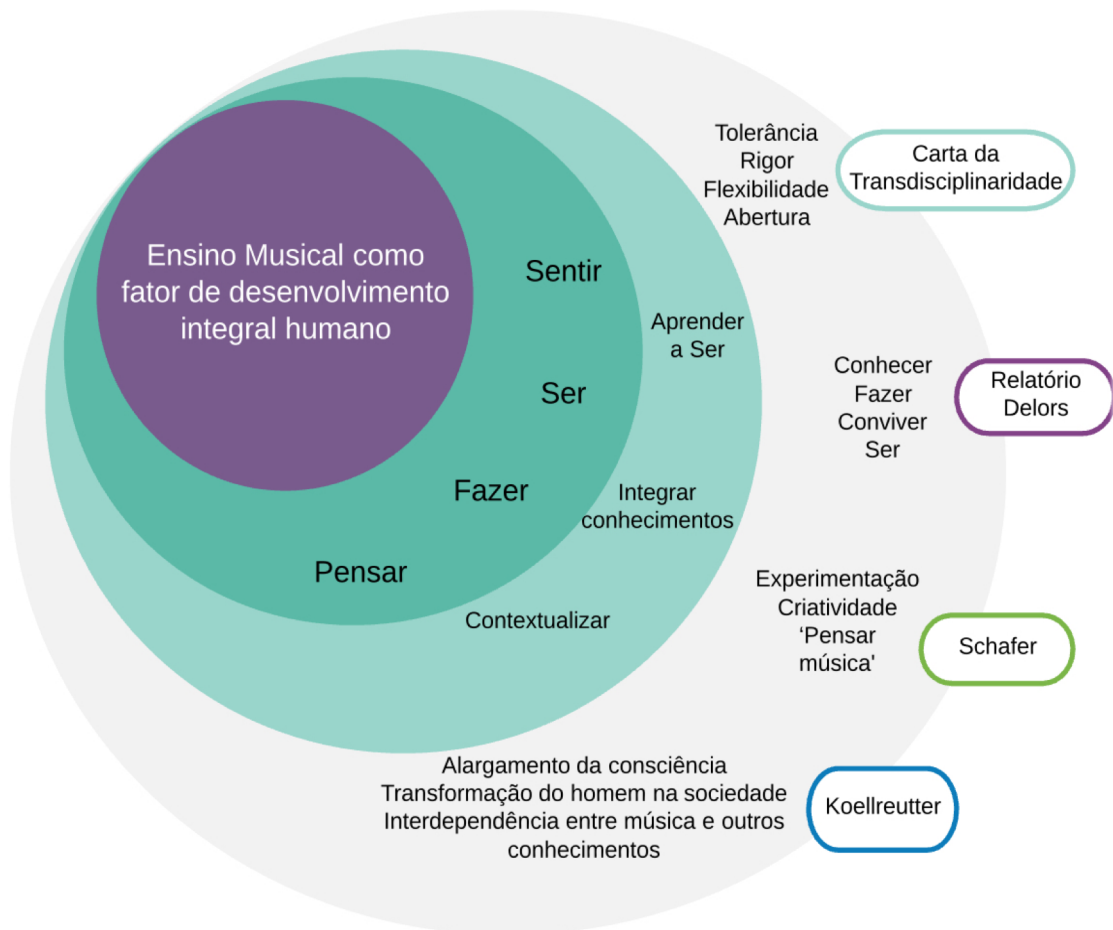 Ensino Musical como
fator de desenvolvimento
integral humano
Sentir
Ser
Fazer
Pensar
Aprender
a Ser
Integrar
conhecimentos
Contextualizar
Tolerância
Rigor
Flexibilidade
Abertura
Carta da
Transdisciplinaridade
Conhecer
Fazer
Conviver
Ser
Relatório
Delors
Experimentação
Criatividade
‘Pensar
música'
Schafer
Alargamento da consciência
Transformação do homem na sociedade
Interdependência entre música e outros
conhecimentos
Koellreutter